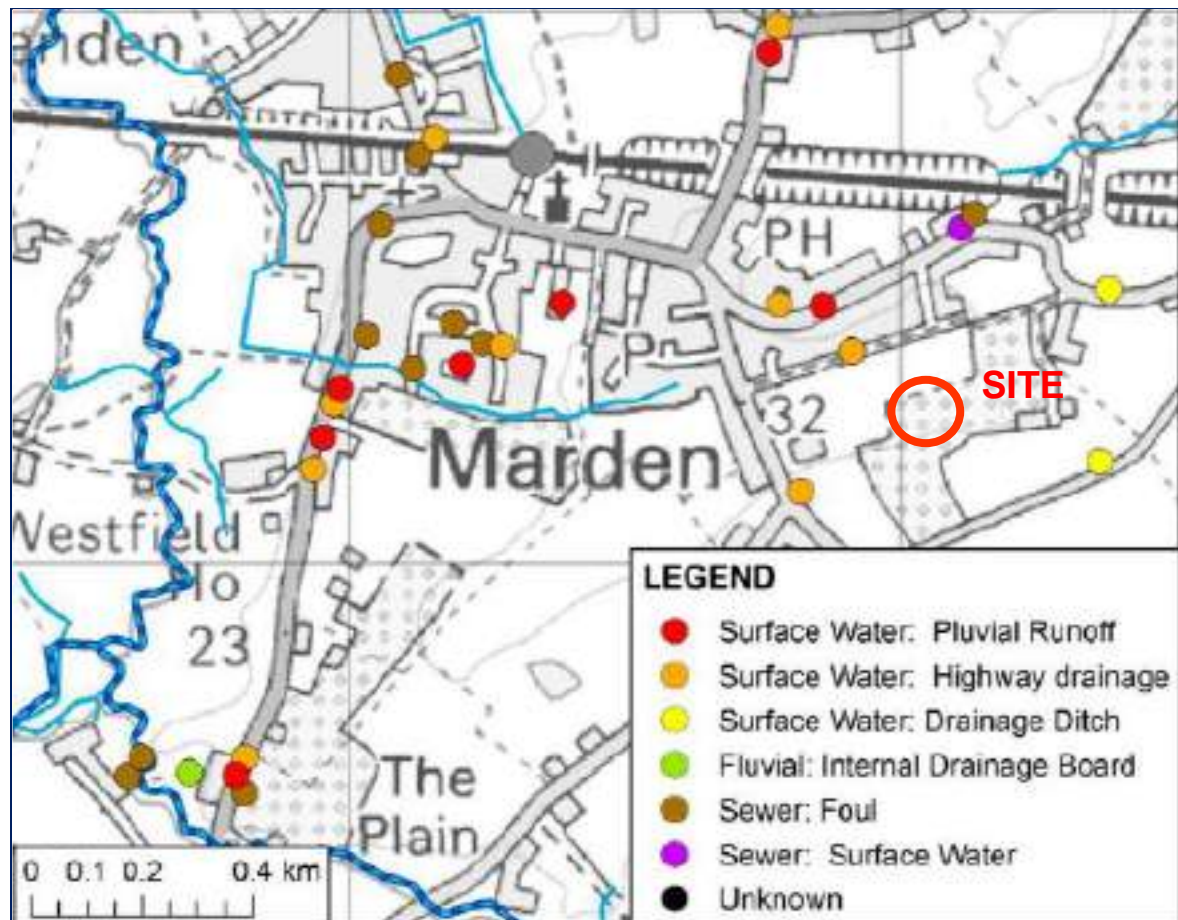 anden
PH
SITE
P
32
Marden
Westfield
Ho
23
The
Plain
LEGEND
Surface Water: Pluvial Runoff
Surface Water: Highway drainage
Surface Water: Drainage Ditch
Fluvial: Internal Drainage Board
Sewer: Foul
Sewer: Surface Water
Unknown
0 0.1 0.2 0.4 km